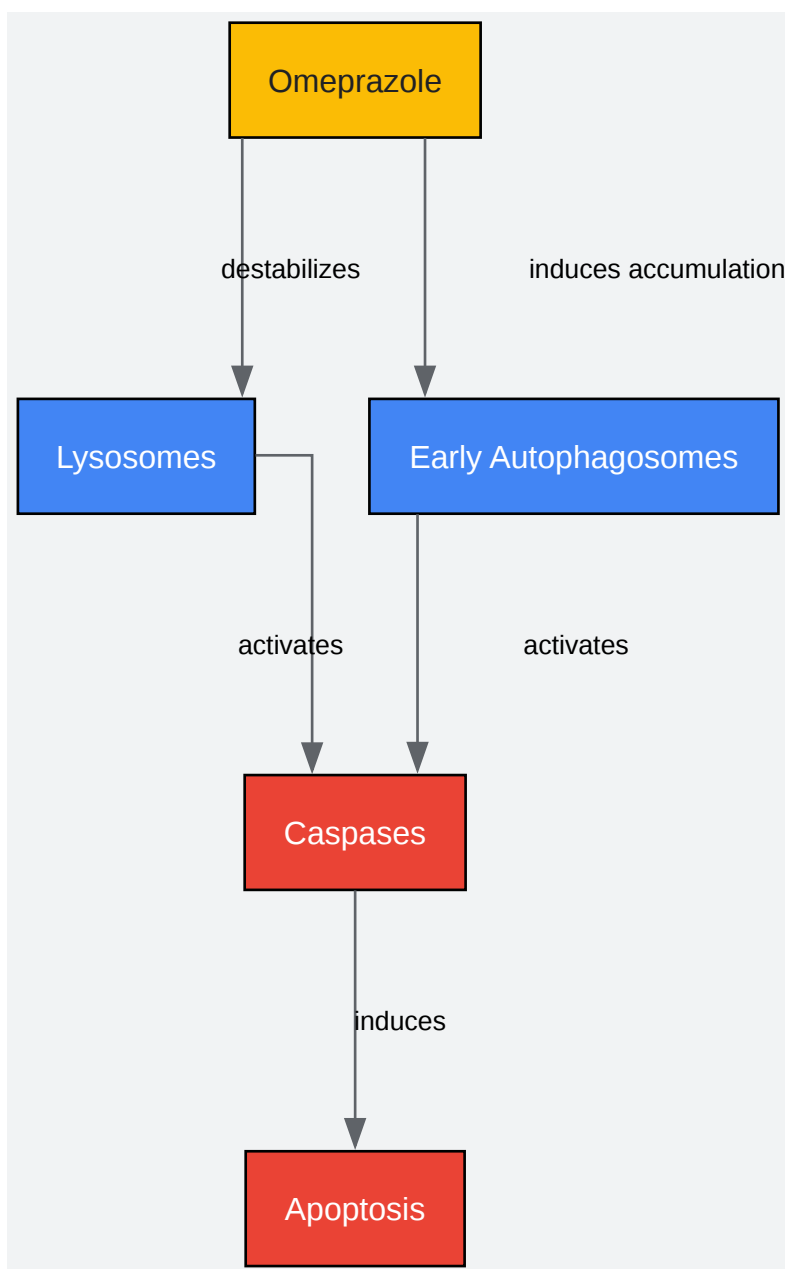 Omeprazole
destabilizes
induces accumulation
Lysosomes
Early Autophagosomes
activates
activates
Caspases
induces
Apoptosis